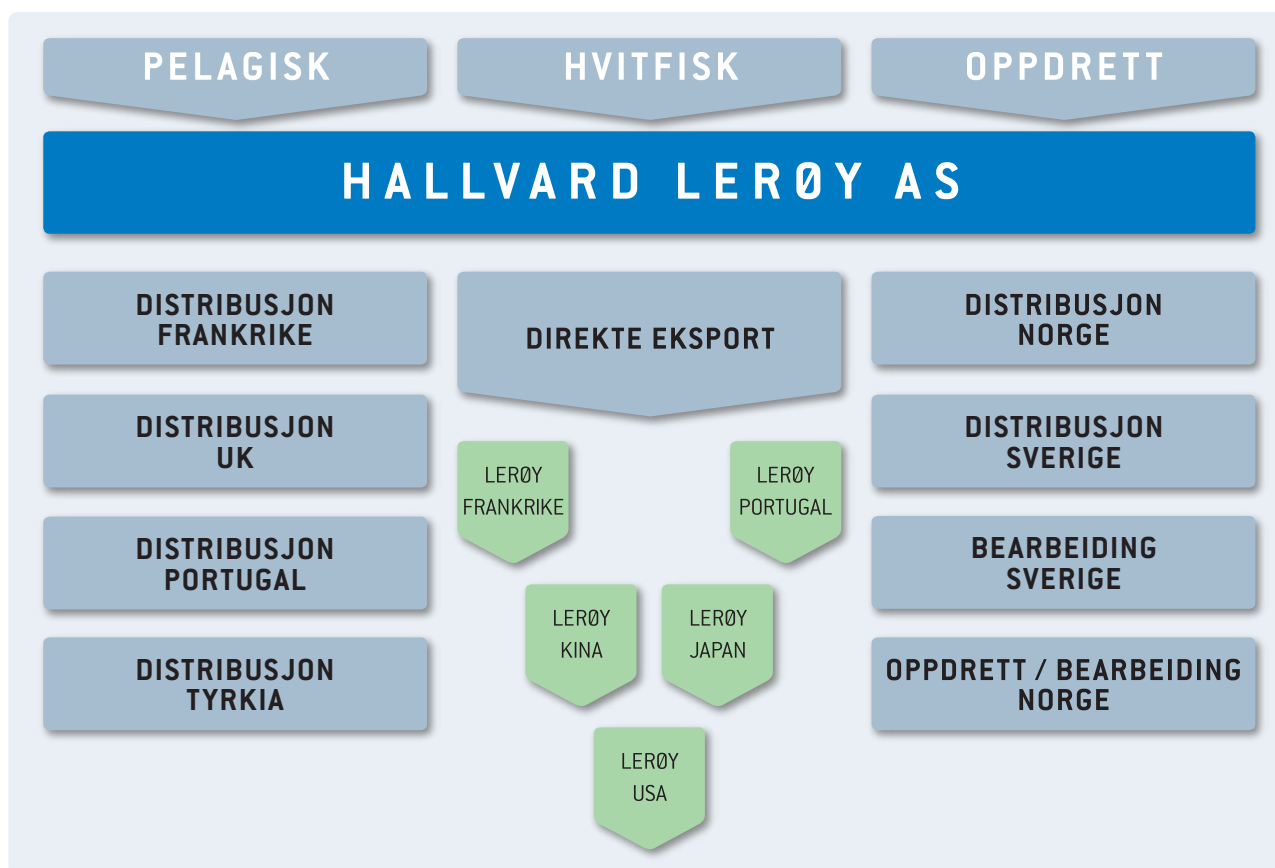 PELAGISK
HVITFISK
OPPDRETT
HALLVARD LERØY AS
DISTRIBUSJON
FRANKRIKE
DISTRIBUSJON
UK
DISTRIBUSJON
PORTUGAL
DISTRIBUSJON
TYRKIA
DIREKTE EKSPORT
LERØY
FRANKRIKE
LERØY
PORTUGAL
LERØY
KINA
LERØY
JAPAN
LERØY
USA
DISTRIBUSJON
NORGE
DISTRIBUSJON
SVERIGE
BEARBEIDING
SVERIGE
OPPDRETT / BEARBEIDING
NORGE